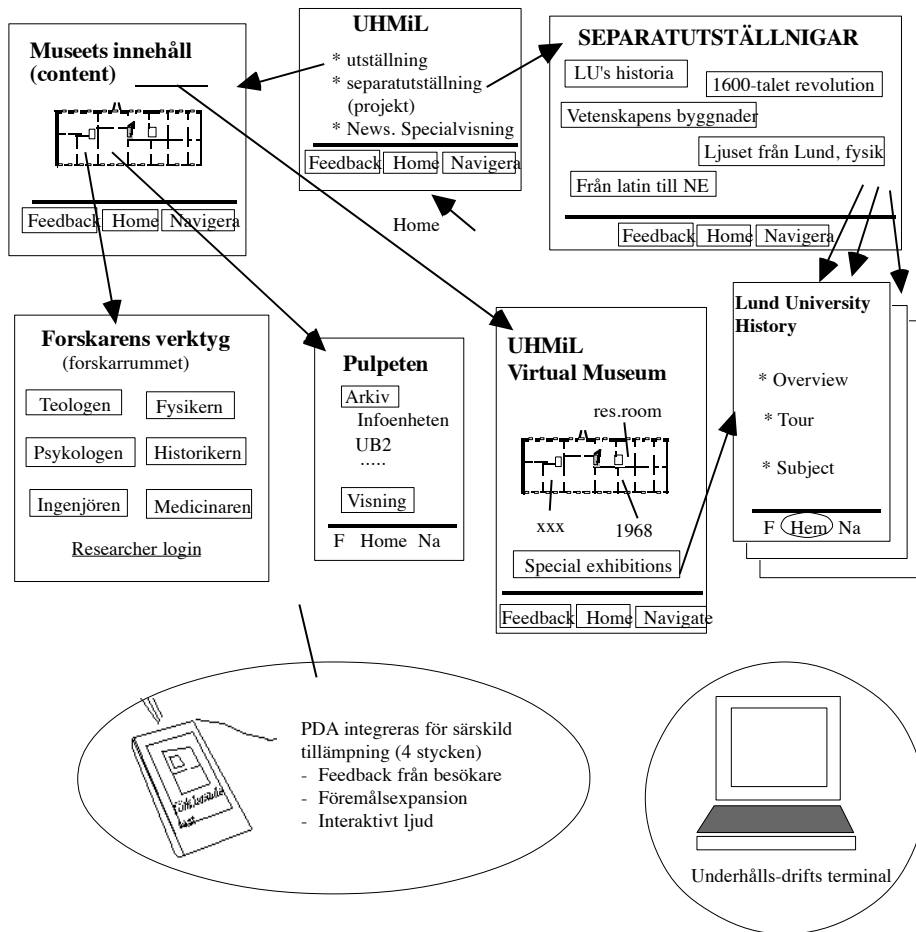 Museets innehåll
(content)
Feedback Home Navigera
UHMiL
* utställning
* separatutställning
(projekt)
* News. Specialvisning
Feedback Home Navigera
Home
SEPARATUTSTÄLLNIGAR
LU's historia
1600-talet revolution
Vetenskapens byggnader
Ljuset från Lund, fysik
Från latin till NE
Feedback Home Navigera
Forskarens verktyg
(forskarrummet)
Teologen Fysikern
Psykologen Historikern
Ingenjören Medicinaren
Researcher login
Pulpeten
Arkiv
Infoenheten
UB2
.....
Visning
F Home Na
UHMiL
Virtual Museum
res.room
xxx 1968
Special exhibitions
Feedback Home Navigate
Lund University
History
* Overview
* Tour
* Subject
F Hem Na
PDA integreras för särskild
tillämpning (4 stycken)
- Feedback från besökare
- Föremålsexpansion
- Interaktivt ljud
Underhålls-drifts terminal